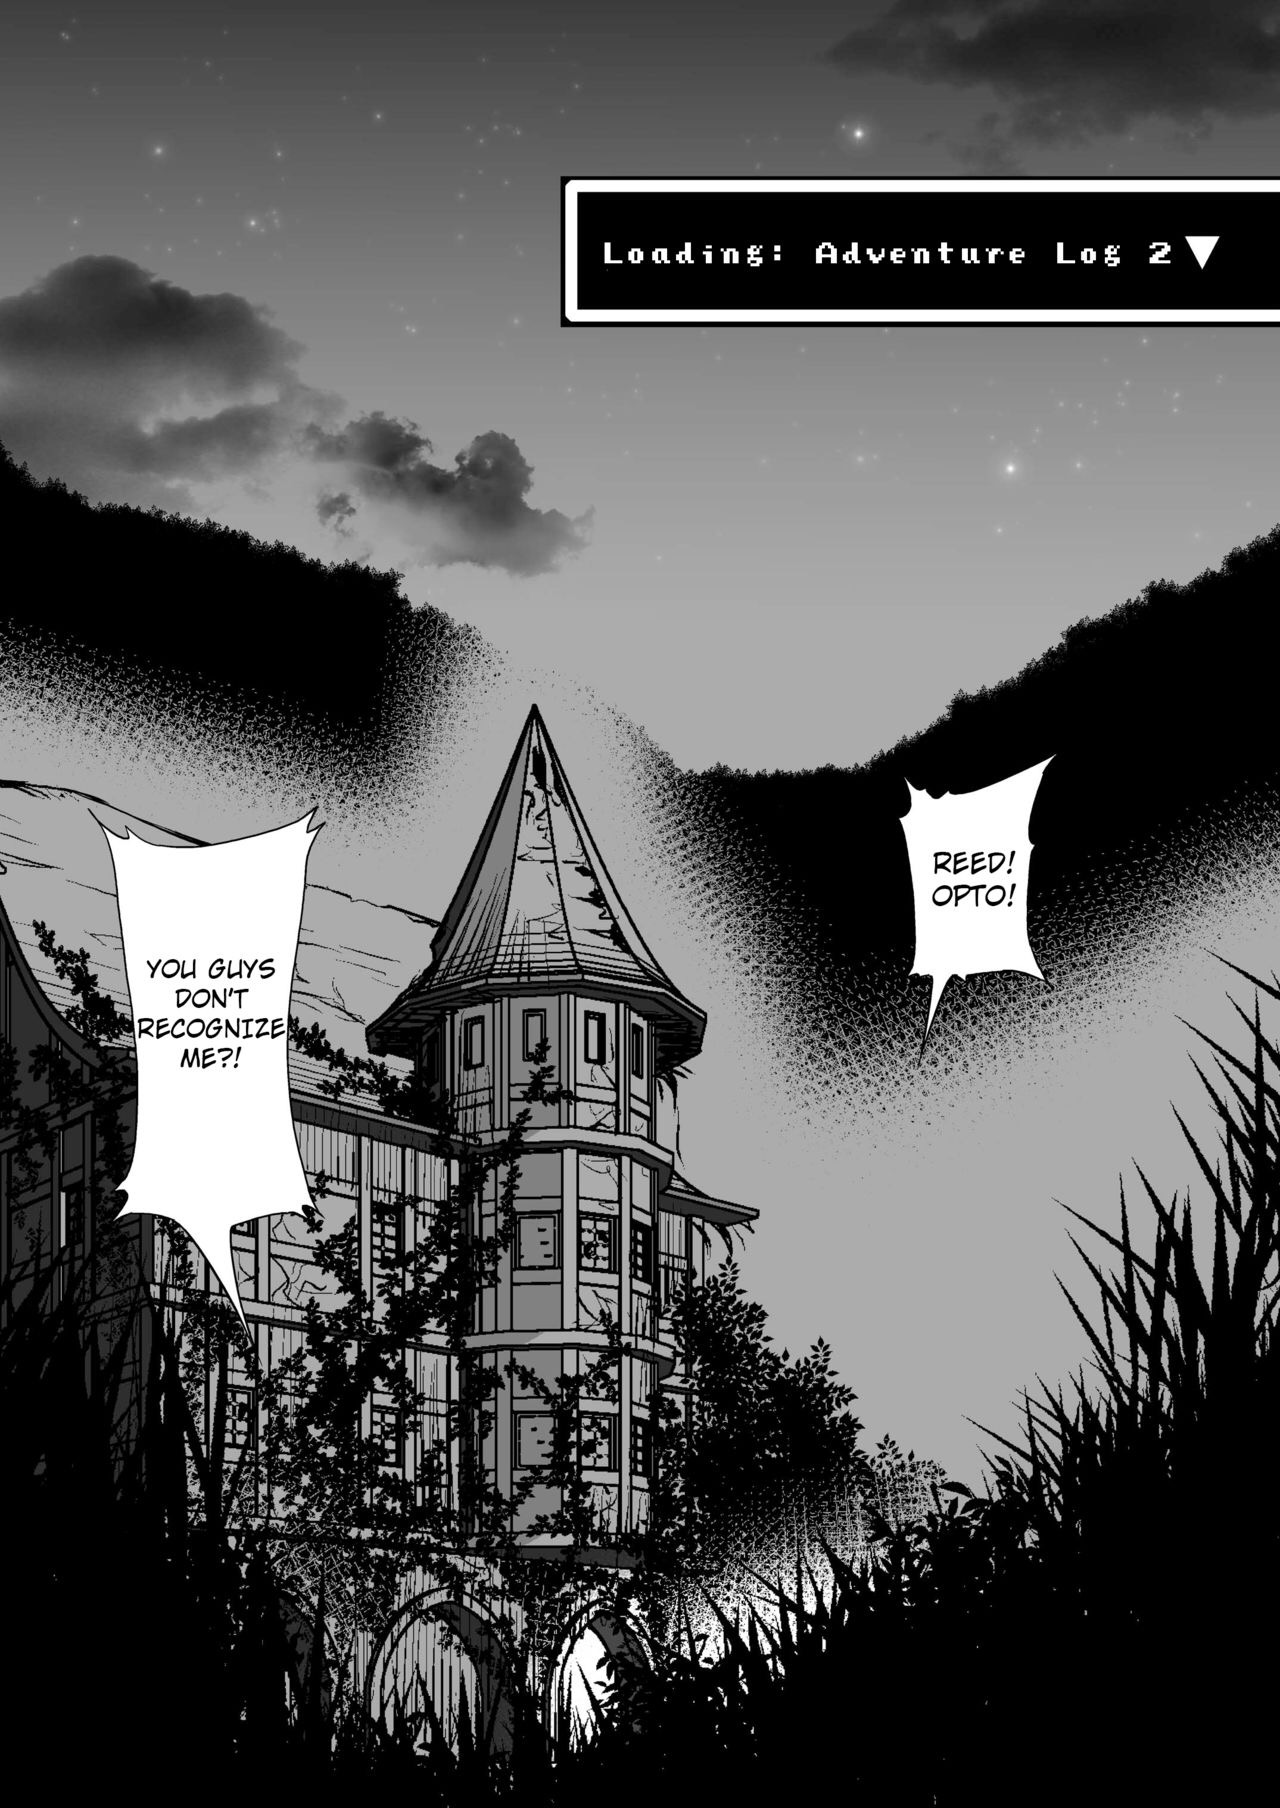 Loading: Adventure Log 2▼
REED!
OPTO!
YOU GUYS
DON'T
RECOGNIZE
ME?!